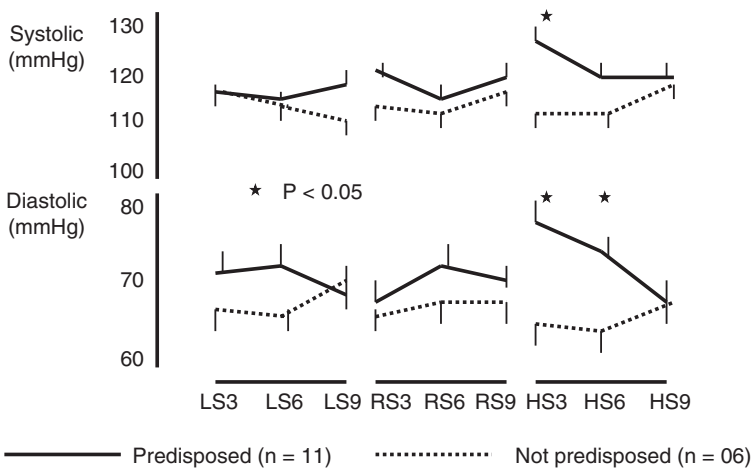 Systolic
(mmHg)
130
120
110
100
Diastolic
(mmHg)
80
70
60
★ P < 0.05
LS3 LS6 LS9 RS3 RS6 RS9 HS3 HS6 HS9
Predisposed (n = 11) Not predisposed (n = 06)